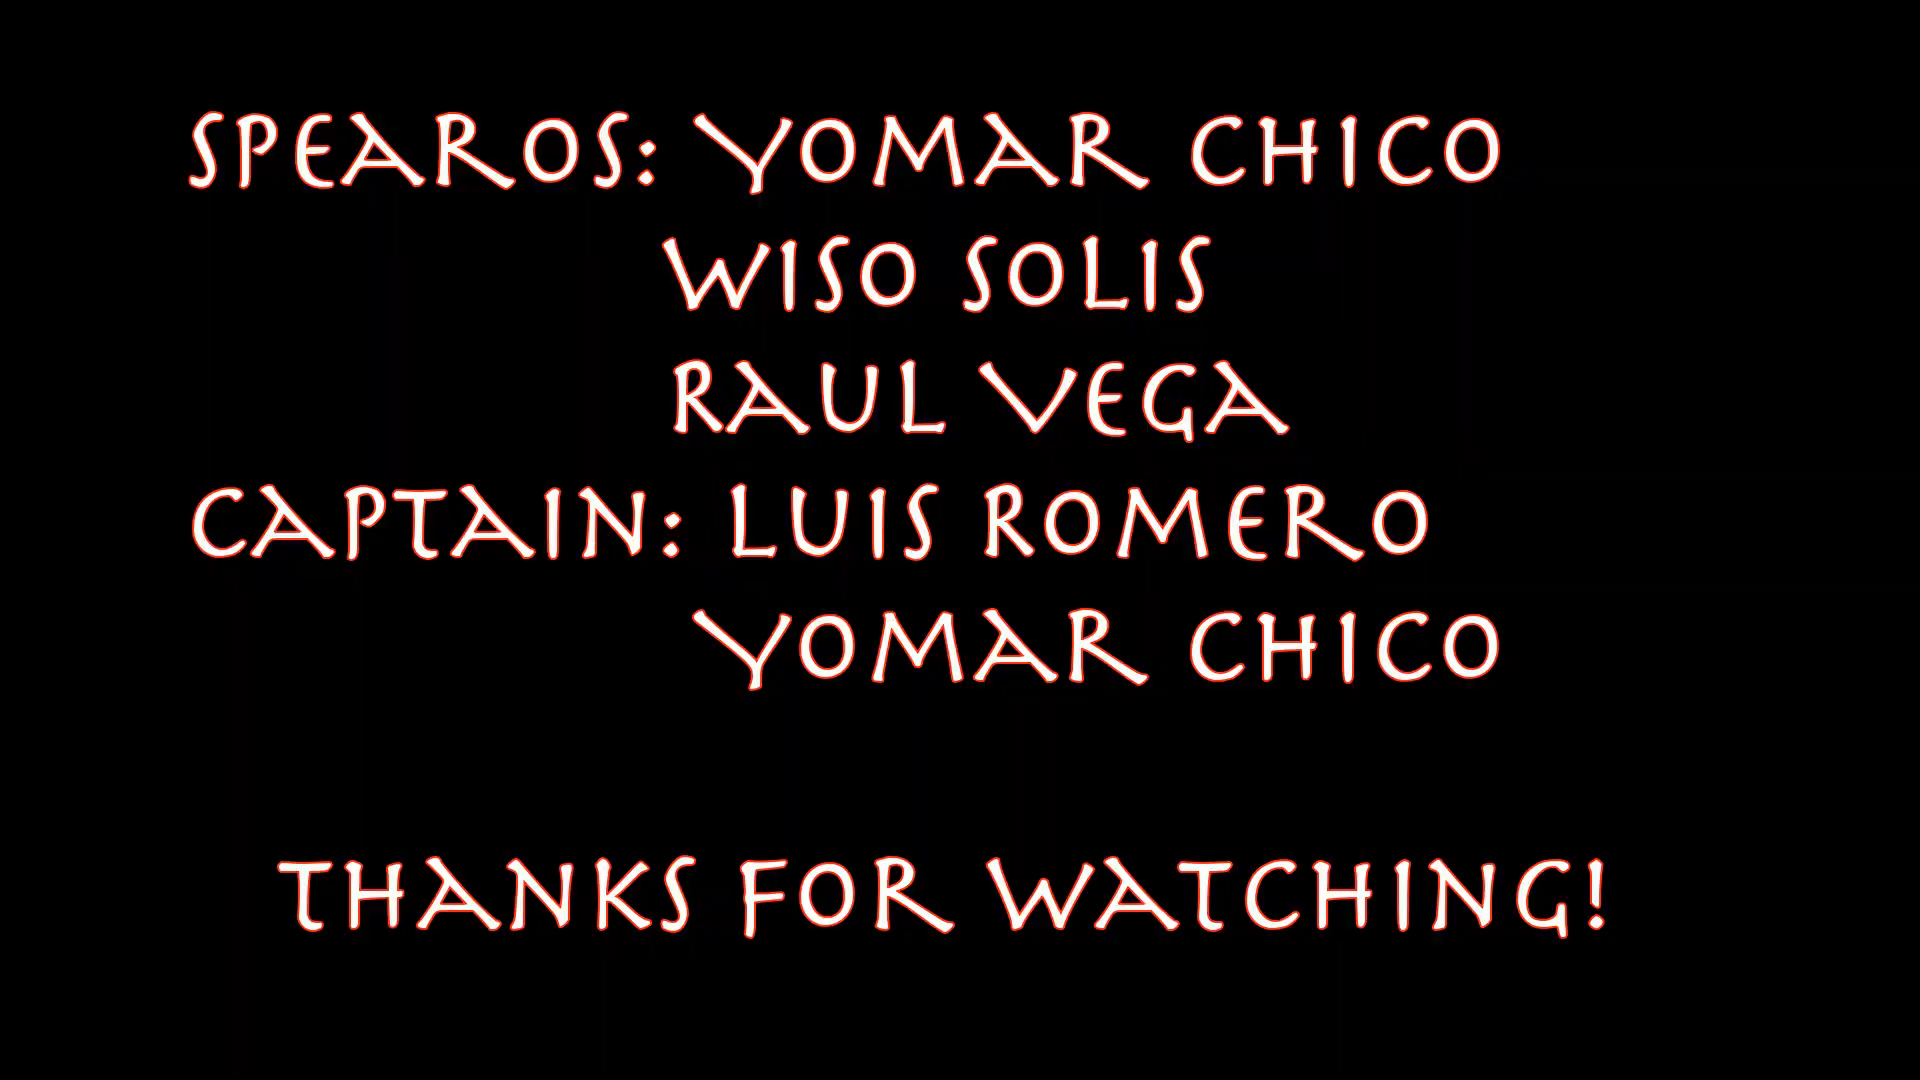 SPEAROS: YOMAR CHICO
WISO SOLIS
RAUL VEGA
CAPTAIN: LUIS ROMERO
YOMAR CHICO
THANKS FOR WATCHING!